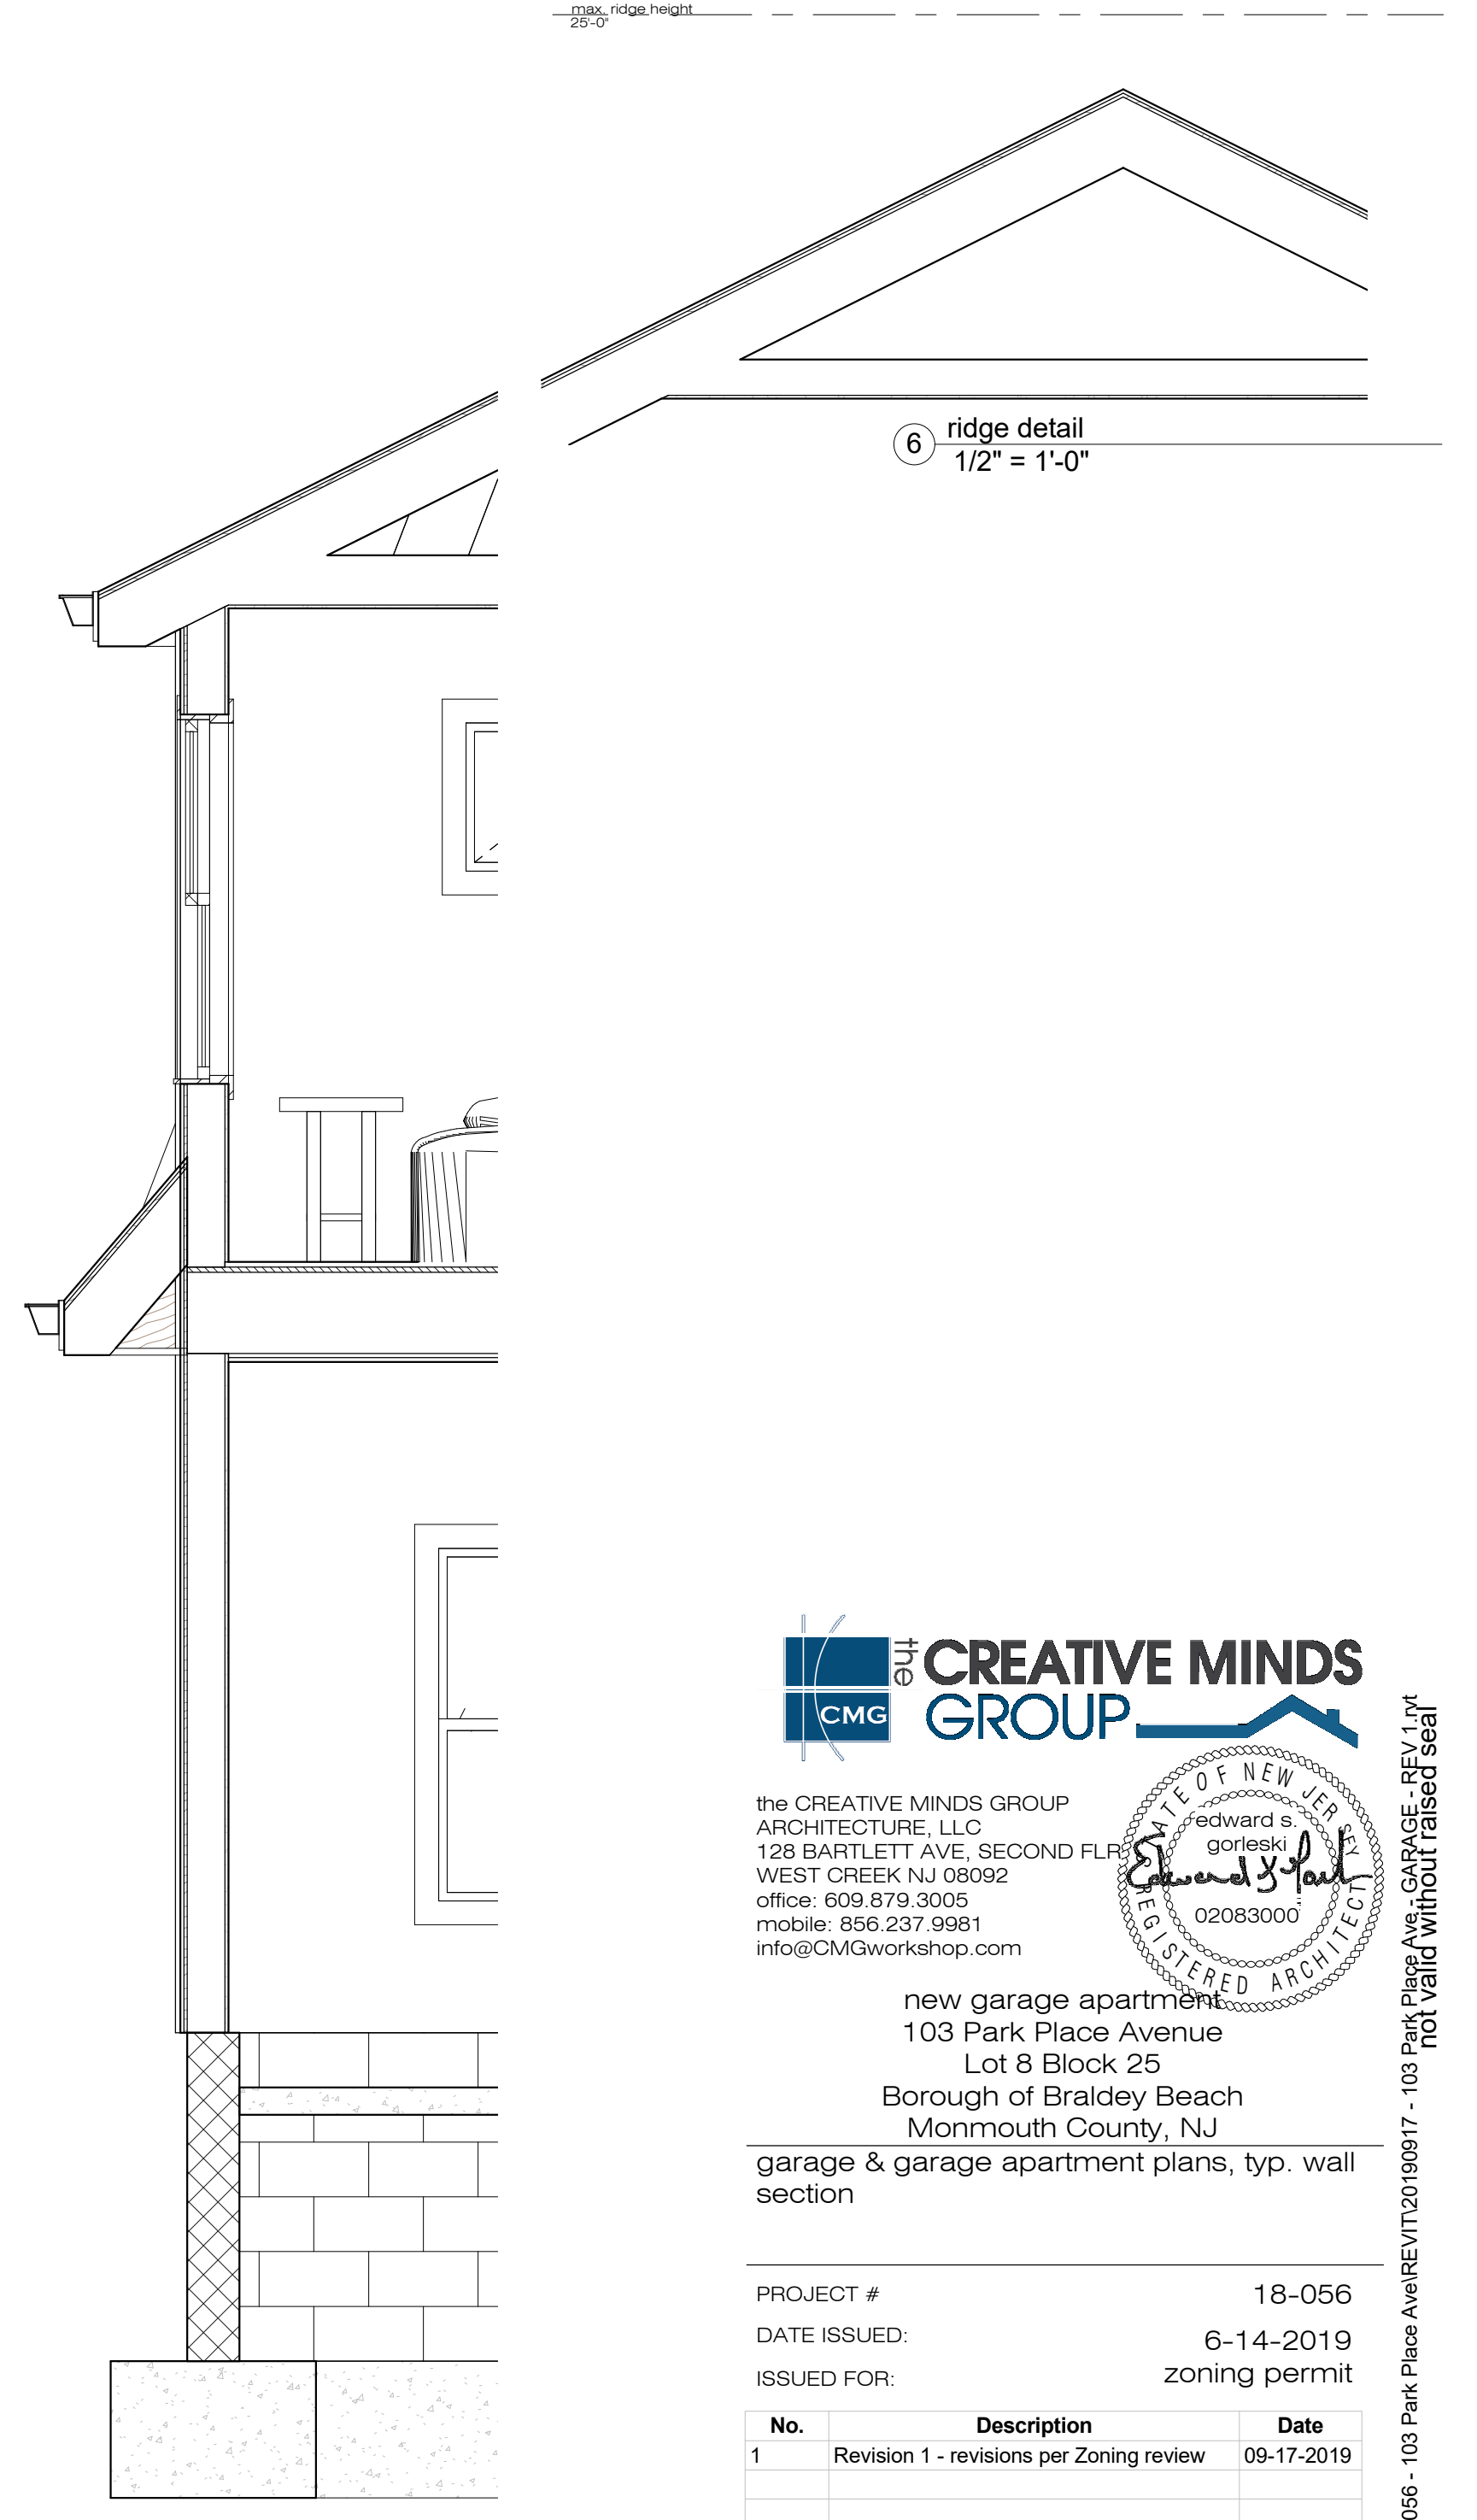 max. ridge height
25'-0"
6
ridge detail
1/2" = 1'-0"
the
CREATIVE MINDS
GROUP
CMG
the CREATIVE MINDS GROUP
ARCHITECTURE, LLC
128 BARTLETT AVE, SECOND FLR
WEST CREEK NJ 08092
office: 609.879.3005
mobile: 856.237.9981
info@CMGworkshop.com
STATE OF NEW JERSEY
edward s.
gorleski
02083000
REGISTERED ARCHITECT
new garage apartment
103 Park Place Avenue
Lot 8 Block 25
Borough of Braldey Beach
Monmouth County, NJ
garage & garage apartment plans, typ. wall
section
PROJECT # 18-056
DATE ISSUED: 6-14-2019
ISSUED FOR: zoning permit
No. Description Date
1 Revision 1 - revisions per Zoning review 09-17-2019
056 - 103 Park Place Ave\REVIT\20190917 - 103 Park Place Ave - GARAGE - REV 1.rvt
not valid without raised seal